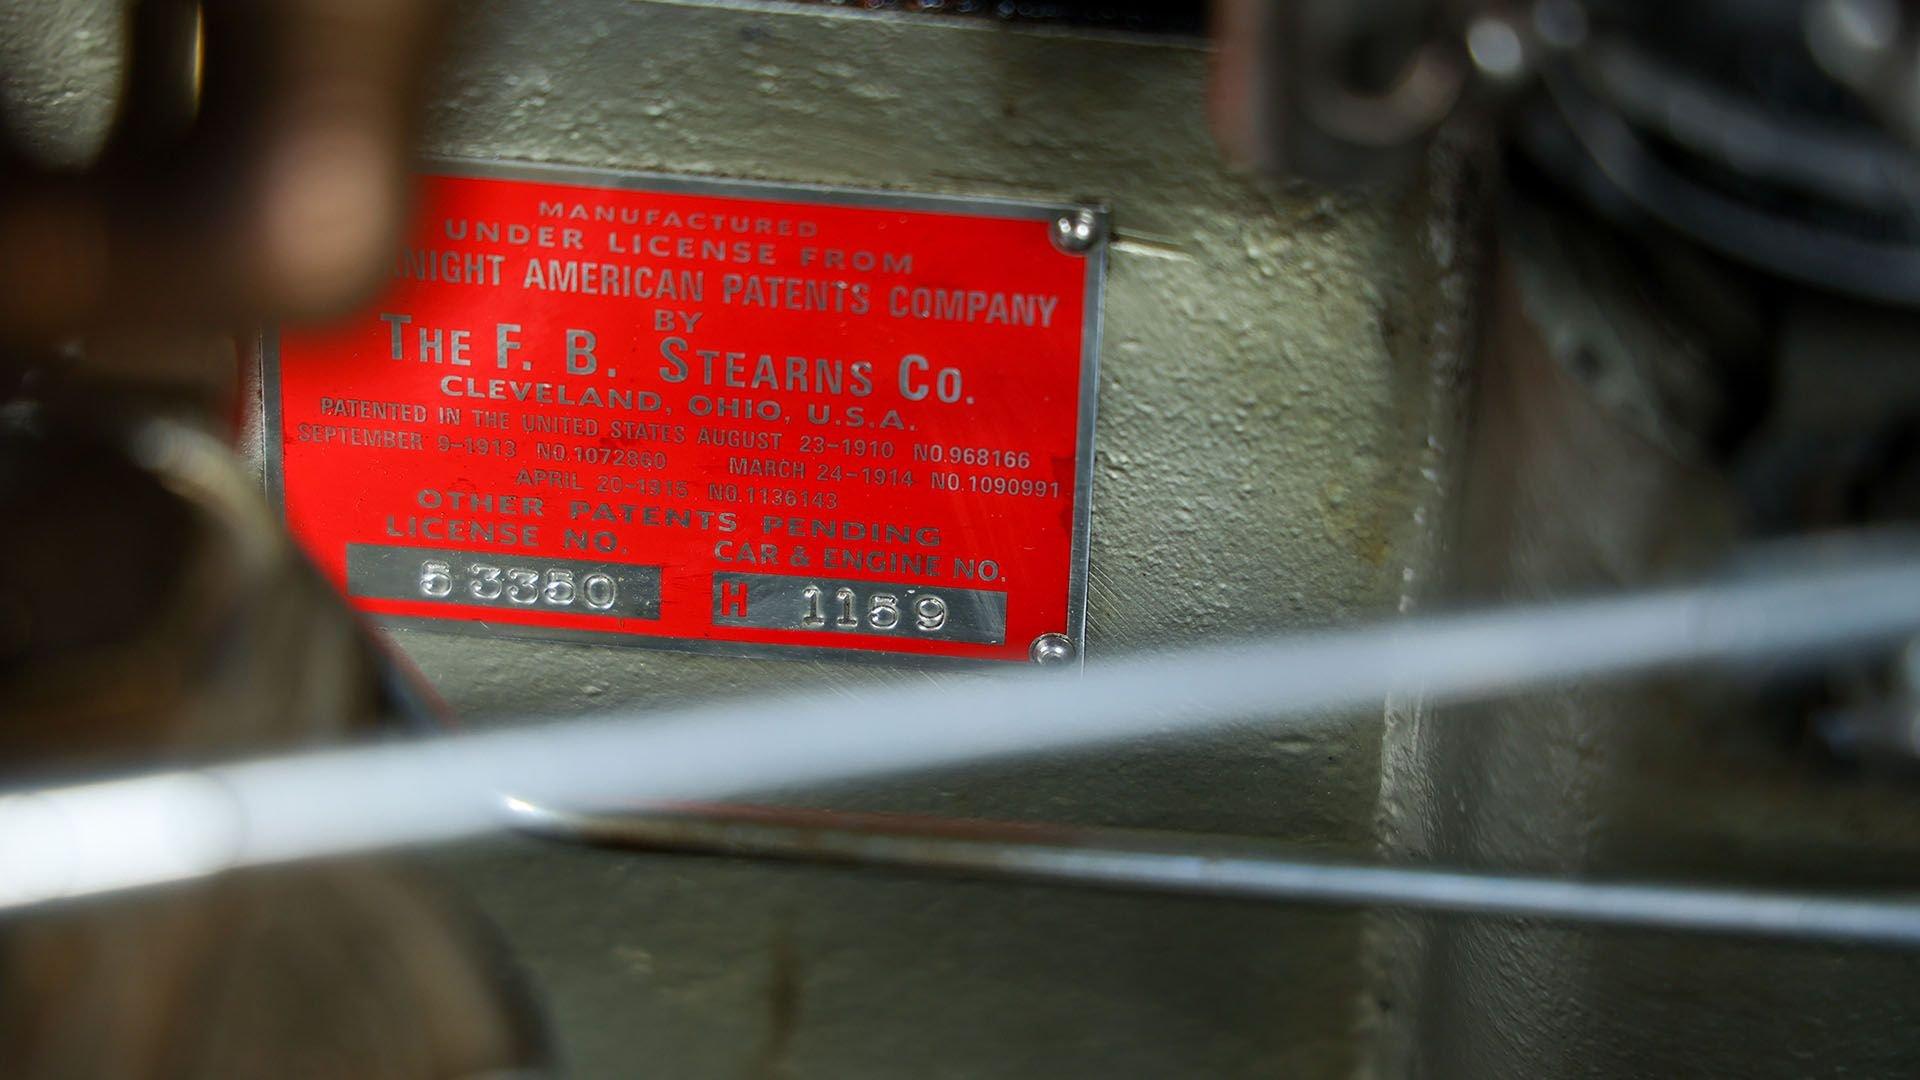 MANUFACTURED
UNDER LICENSE FROM
KNIGHT AMERICAN PATENTS COMPANY
BY
THE F. B. STEARNS CO.
CLEVELAND, OHIO, U.S.A.
PATENTED IN THE UNITED STATES AUGUST 23-1910 NO.968166
SEPTEMBER 9-1913 NO.1072860 MARCH 24-1914 NO.1090991
APRIL 20-1915 NO.1136143
OTHER PATENTS PENDING
LICENSE NO. CAR & ENGINE NO.
53350 H 1159